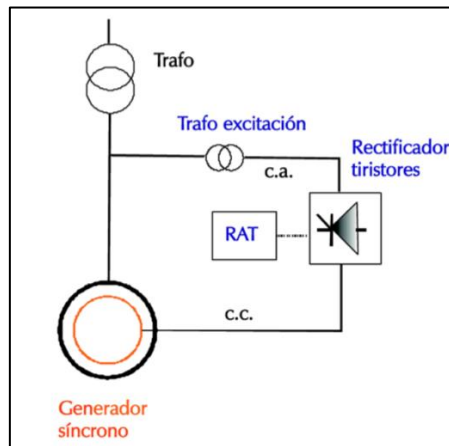 Trafo
Trafo excitación
Rectificador
tiristores
c.a.
RAT
c.c.
Generador
síncrono